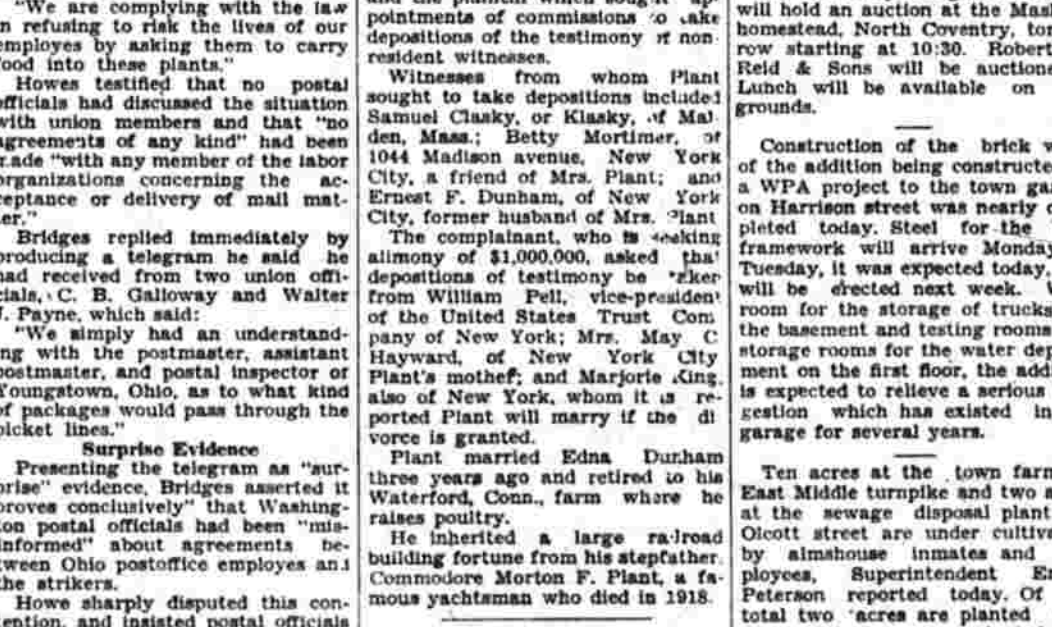 "We are complying with the law
n refusing to risk the lives of our
employes by asking them to carry
food into these plants."
Howes testified that no postal
officials had discussed the situation
with union members and that "no
agreements of any kind" had been
rade "with any member of the labor
organizations concerning the ac-
ceptance or delivery of mail mat-
er."
Bridges replied immediately by
producing a telegram he said he
had received from two union offi-
cials, C. B. Galloway and Walter
J. Payne, which said:
"We simply had an understand-
ng with the postmaster, assistant
postmaster, and postal inspector or
Youngstown, Ohio, as to what kind
of packages would pass through the
picket lines."
Surprise Evidence
Presenting the telegram as "sur-
prise" evidence, Bridges asserted it
proves conclusively" that Washing-
ton postal officials had been "mis-
informed" about agreements be-
tween Ohio postoffice employes and
the strikers.
Howe sharply disputed this con-
tention, and insisted postal officials
pointments of commissions to take
depositions of the testimony of non
resident witnesses.
Witnesses from whom Plant
sought to take depositions included
Samuel Clasky, or Klasky, of Mal
den, Mass.; Betty Mortimer, of
1044 Madison avenue, New York
City, a friend of Mrs. Plant; and
Ernest F. Dunham, of New York
City, former husband of Mrs. Plant
The complainant, who is seeking
alimony of $1,000,000, asked that
depositions of testimony be
from William Pell, vice-presiden
of the United States Trust Com
pany of New York; Mrs. May C
Hayward, of New York City
Plant's mother; and Marjorie King,
also of New York, whom it is re-
ported Plant will marry if the di
vorce is granted.
Plant married Edna Dunham
three years ago and retired to his
Waterford, Conn., farm where he
raises poultry.
He inherited a large railroad
building fortune from his stepfather.
Commodore Morton F. Plant, a fa-
mous yachtsman who died in 1918.
will hold an auction at the Mas
homestead, North Coventry, tor
row starting at 10:30. Robert
Reid & Sons will be auctione
Lunch will be available on
grounds.
Construction of the brick w
of the addition being constructe
a WPA project to the town ga
on Harrison street was nearly c
pleted today. Steel for the
framework will arrive Monday
Tuesday, it was expected today,
will be erected next week. W
room for the storage of trucks
the basement and testing rooms
storage rooms for the water dep
ment on the first floor, the addi
is expected to relieve a serious
gestion which has existed in
garage for several years.
Ten acres at the town farm
East Middle turnpike and two a
at the sewage disposal plant
Olcott street are under cultiva
by almshouse inmates and
ployees, Superintendent E
Peterson reported today. Of
total two acres are planted